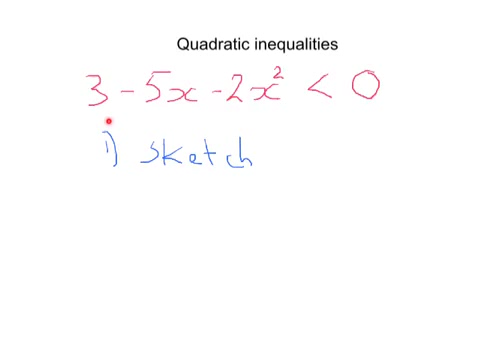 Quadratic inequalities
3 - 5x - 2x² < 0
1) sketch